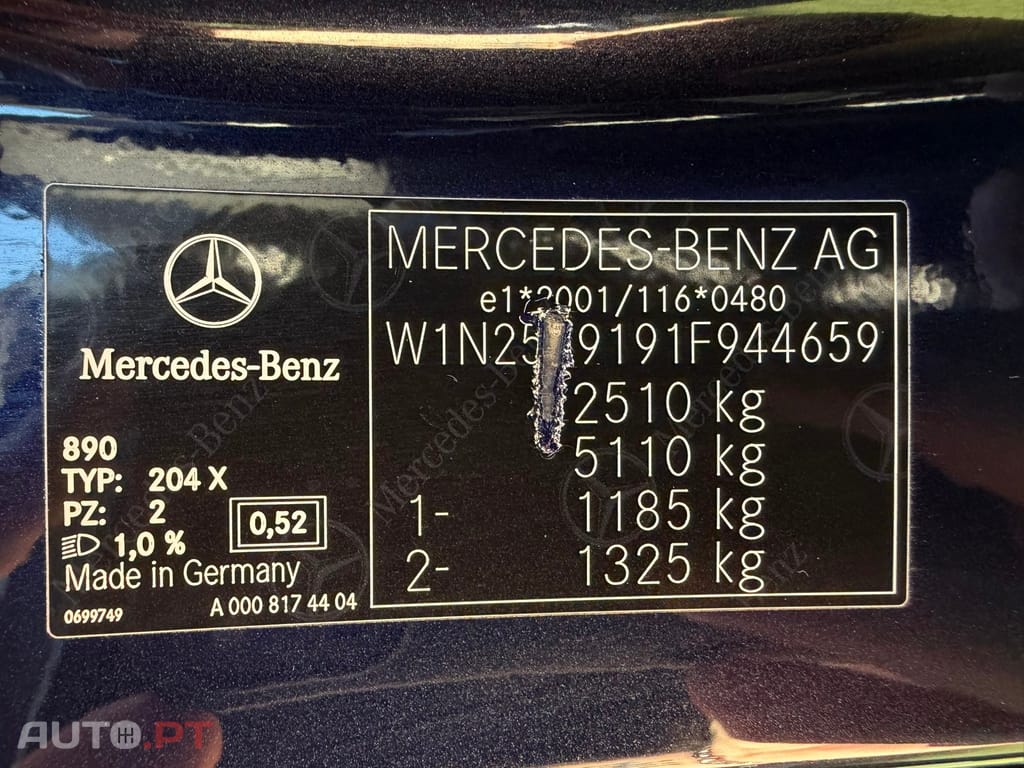 Mercedes-Benz
890
TYP: 204 X
PZ: 2
1,0 %
0,52
Made in Germany
0699749
A 000 817 44 04
MERCEDES-BENZ AG
e1*2001/116*0480
2510 kg
5110 kg
1- 1185 kg
2- 1325 kg
AUTO.PT